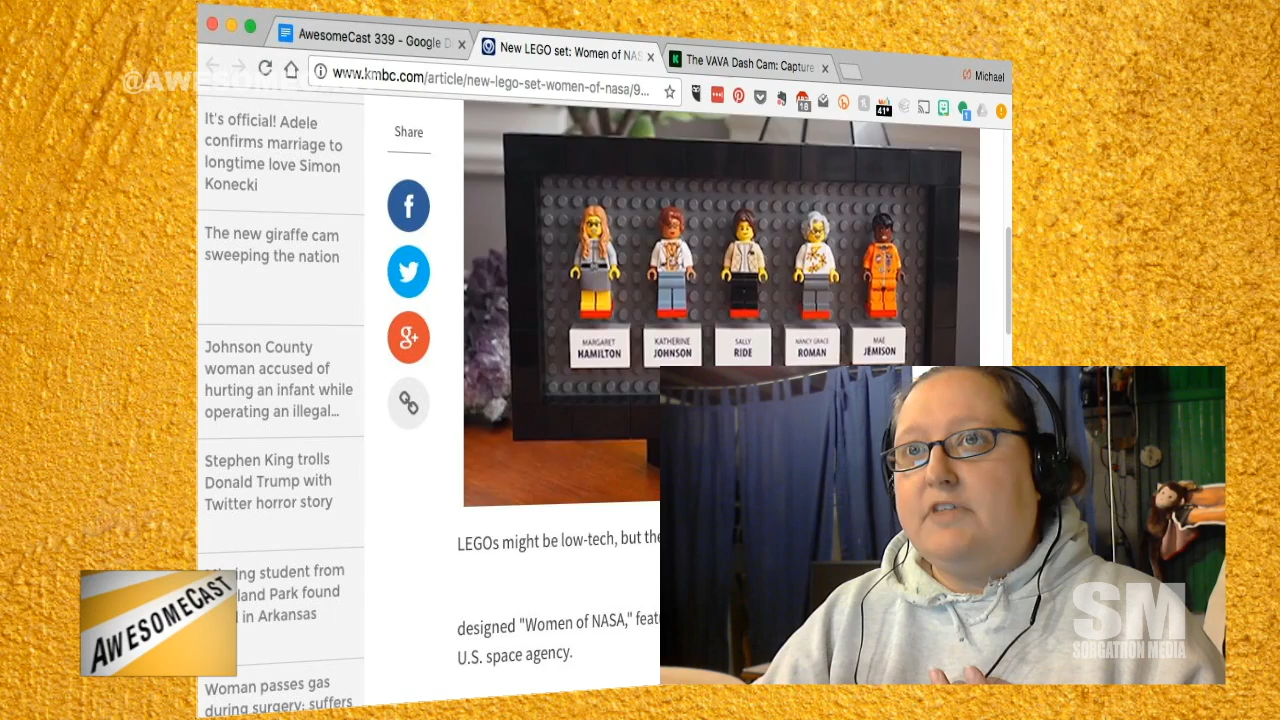 AwesomeCast 339 - Google D
New LEGO set: Women of NAS
The VAVA Dash Cam: Capture
Michael
www.kmbc.com/article/new-lego-set-women-of-nasa/9...
18
41°
1
It's official! Adele
confirms marriage to
longtime love Simon
Konecki
The new giraffe cam
sweeping the nation
Johnson County
woman accused of
hurting an infant while
operating an illegal...
Stephen King trolls
Donald Trump with
Twitter horror story
ing student from
land Park found
in Arkansas
Woman passes gas
during surgery; suffers
Share
f
g+
MARGARET
HAMILTON
KATHERINE
JOHNSON
SALLY
RIDE
NANCY GRACE
ROMAN
MAE
JEMISON
LEGOs might be low-tech, but the
designed "Women of NASA," feat
U.S. space agency.
AWESOMECAST
SM
SORGATRON MEDIA